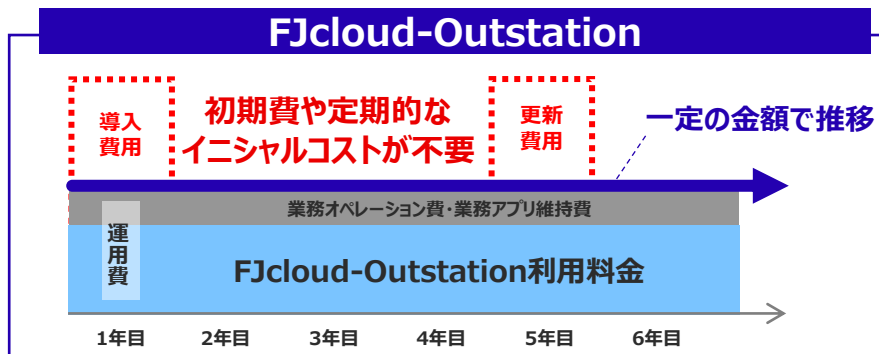 FJcloud-Outstation
導入
費用
初期費や定期的な
イニシャルコストが不要
更新
費用
一定の金額で推移
業務オペレーション費・業務アプリ維持費
運用費
FJcloud-Outstation利用料金
1年目 2年目 3年目 4年目 5年目 6年目